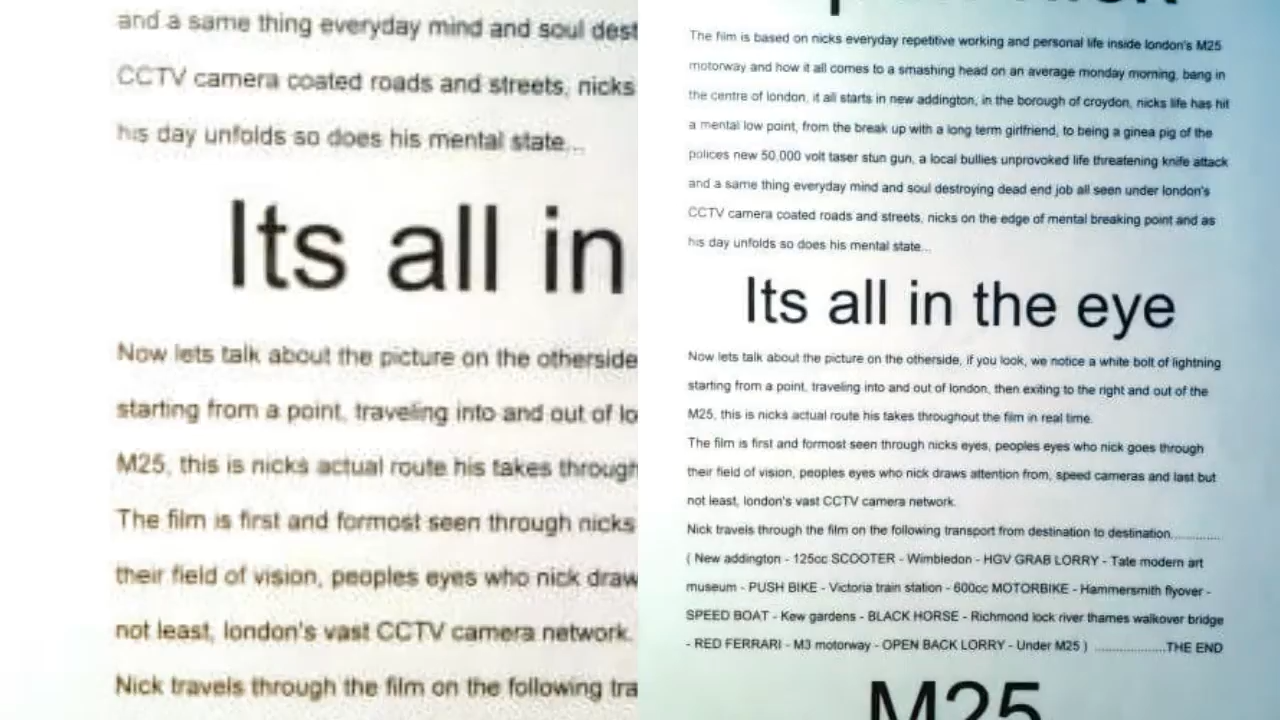 and a same thing everyday mind and soul dest
CCTV camera coated roads and streets, nicks
his day unfolds so does his mental state...
Its all in
Now lets talk about the picture on the otherside
starting from a point, traveling into and out of lo
M25, this is nicks actual route his takes through
The film is first and formost seen through nicks
their field of vision, peoples eyes who nick draw
not least, london's vast CCTV camera network.
Nick travels through the film on the following tra
The film is based on nicks everyday repetitive working and personal life inside london's M25
motorway and how it all comes to a smashing head on an average monday morning, bang in
the centre of london, it all starts in new addington, in the borough of croydon, nicks life has hit
a mental low point, from the break up with a long term girlfriend, to being a ginea pig of the
polices new 50,000 volt taser stun gun, a local bullies unprovoked life threatening knife attack
and a same thing everyday mind and soul destroying dead end job all seen under london's
CCTV camera coated roads and streets, nicks on the edge of mental breaking point and as
his day unfolds so does his mental state...
Its all in the eye
Now lets talk about the picture on the otherside, if you look, we notice a white bolt of lightning
starting from a point, traveling into and out of london, then exiting to the right and out of the
M25, this is nicks actual route his takes throughout the film in real time.
The film is first and formost seen through nicks eyes, peoples eyes who nick goes through
their field of vision, peoples eyes who nick draws attention from, speed cameras and last but
not least, london's vast CCTV camera network.
Nick travels through the film on the following transport from destination to destination.............
( New addington - 125cc SCOOTER - Wimbledon - HGV GRAB LORRY - Tate modern art
museum - PUSH BIKE - Victoria train station - 600cc MOTORBIKE - Hammersmith flyover -
SPEED BOAT - Kew gardens - BLACK HORSE - Richmond lock river thames walkover bridge
- RED FERRARI - M3 motorway - OPEN BACK LORRY - Under M25 ) ...................THE END
M25